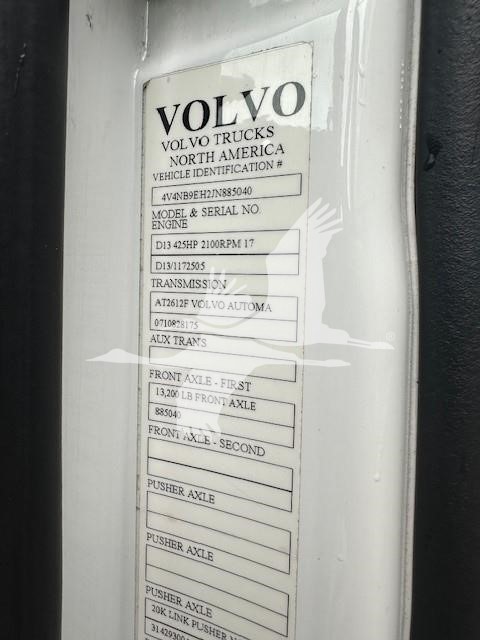 VOLVO
VOLVO TRUCKS
NORTH AMERICA
VEHICLE IDENTIFICATION #
4V4NB9EH2JN885040
MODEL & SERIAL NO.
ENGINE
D13 425HP 2100RPM 17
D13/1172505
TRANSMISSION
AT2612F VOLVO AUTOMA
0710828175
AUX TRANS
FRONT AXLE - FIRST
13,200 LB FRONT AXLE
885040
FRONT AXLE - SECOND
PUSHER AXLE
PUSHER AXLE
PUSHER AXLE
20K LINK PUSHER